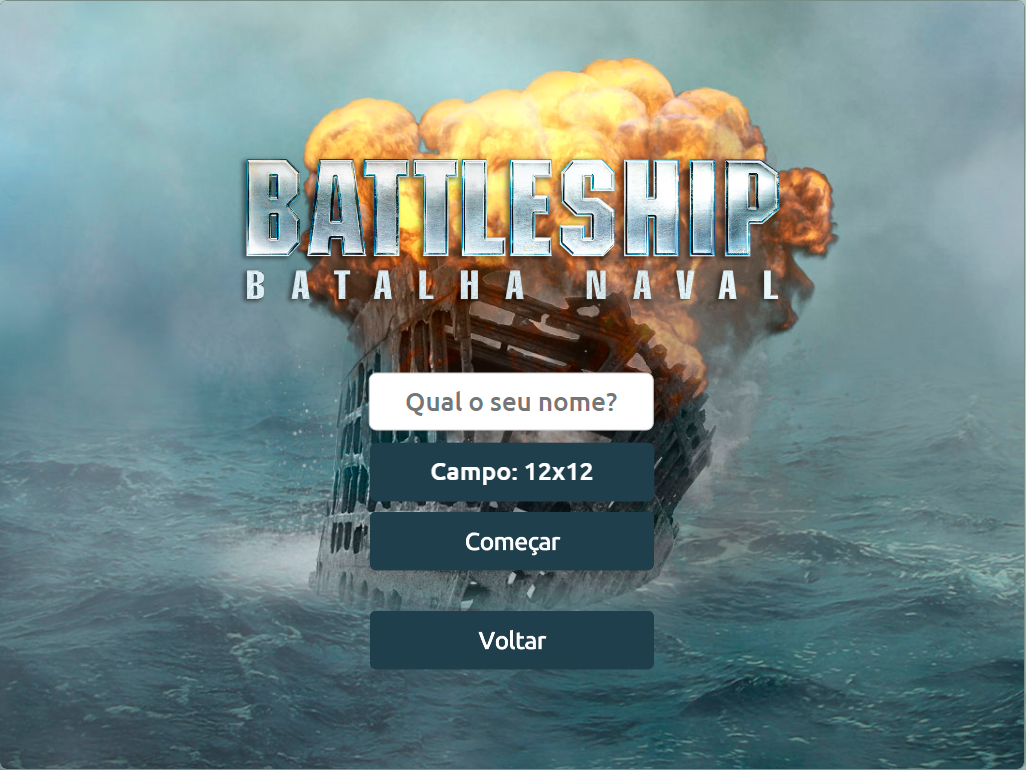 BATTLESHIP
BATALHA NAVAL
Qual o seu nome?
Campo: 12x12
Começar
Voltar